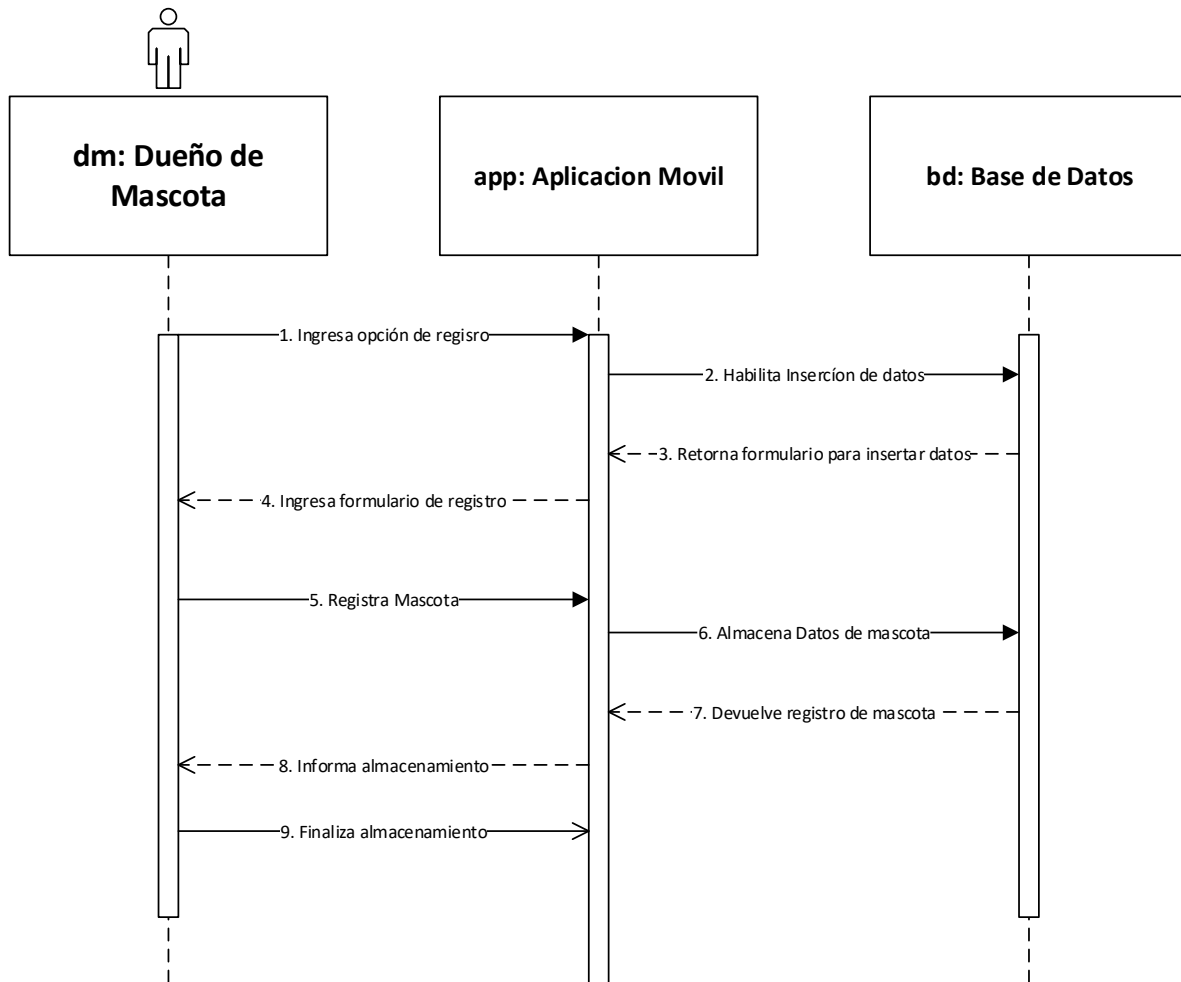 dm: Dueño de
Mascota
app: Aplicacion Movil
bd: Base de Datos
1. Ingresa opción de regisro
2. Habilita Insercíon de datos
3. Retorna formulario para insertar datos
4. Ingresa formulario de registro
5. Registra Mascota
6. Almacena Datos de mascota
7. Devuelve registro de mascota
8. Informa almacenamiento
9. Finaliza almacenamiento